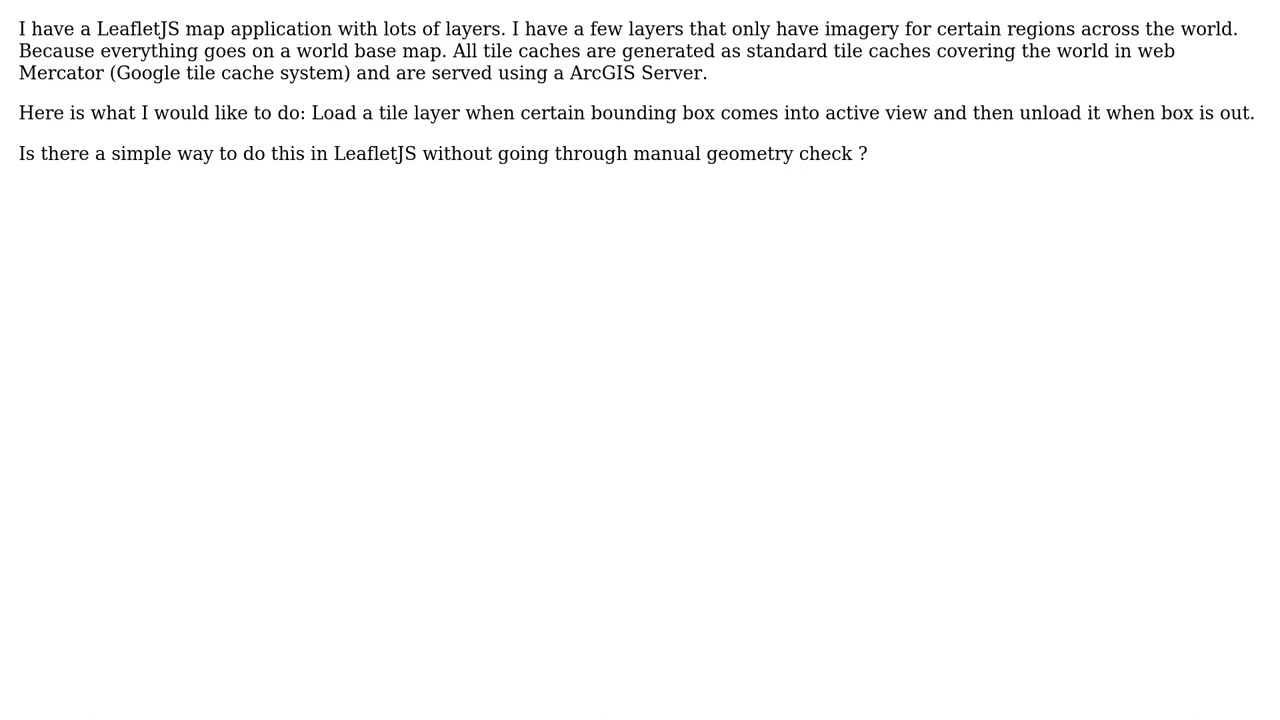 I have a LeafletJS map application with lots of layers. I have a few layers that only have imagery for certain regions across the world.
Because everything goes on a world base map. All tile caches are generated as standard tile caches covering the world in web
Mercator (Google tile cache system) and are served using a ArcGIS Server.
Here is what I would like to do: Load a tile layer when certain bounding box comes into active view and then unload it when box is out.
Is there a simple way to do this in LeafletJS without going through manual geometry check ?